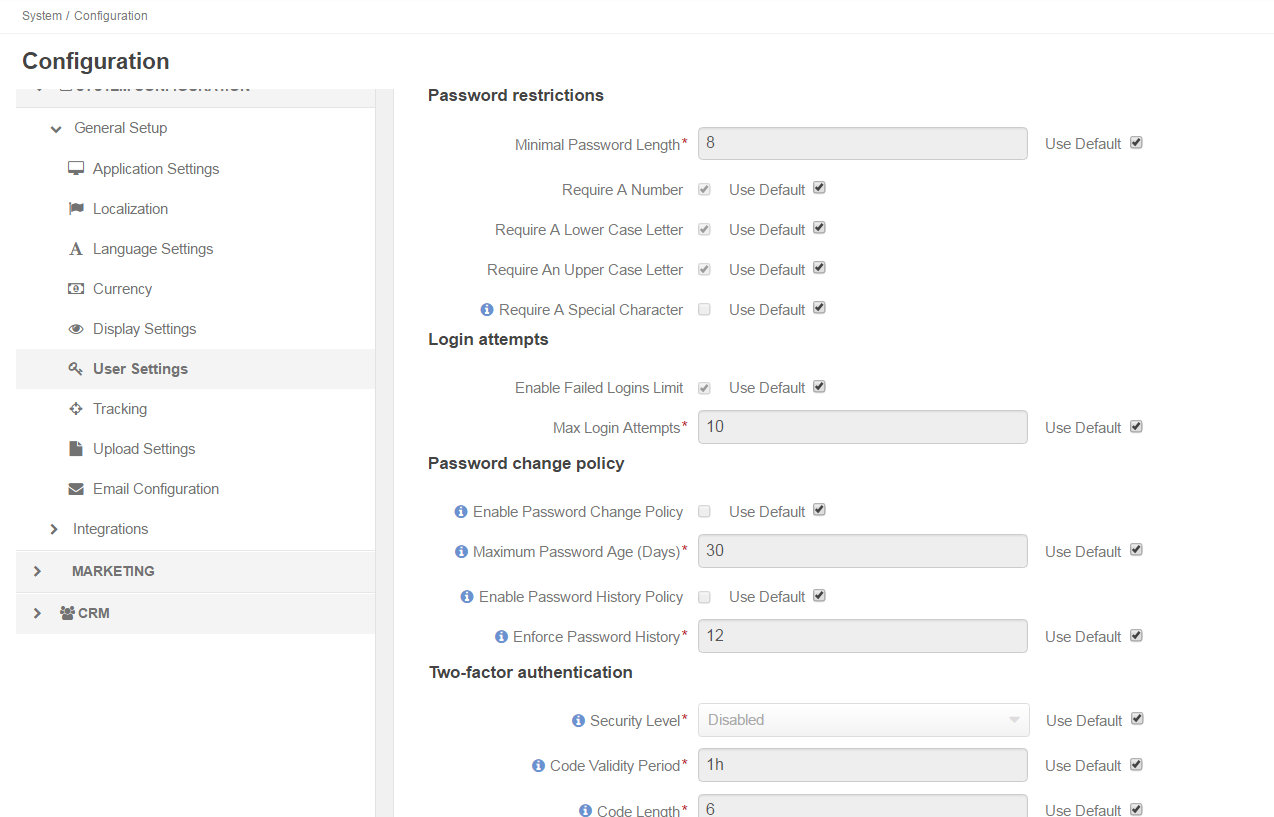 System / Configuration
Configuration
SYSTEM CONFIGURATION
General Setup
Application Settings
Localization
Language Settings
Currency
Display Settings
User Settings
Tracking
Upload Settings
Email Configuration
Integrations
MARKETING
CRM
Password restrictions
Minimal Password Length* 8 Use Default
Require A Number Use Default
Require A Lower Case Letter Use Default
Require An Upper Case Letter Use Default
Require A Special Character Use Default
Login attempts
Enable Failed Logins Limit Use Default
Max Login Attempts* 10 Use Default
Password change policy
Enable Password Change Policy Use Default
Maximum Password Age (Days)* 30 Use Default
Enable Password History Policy Use Default
Enforce Password History* 12 Use Default
Two-factor authentication
Security Level* Disabled Use Default
Code Validity Period* 1h Use Default
Code Length* 6 Use Default